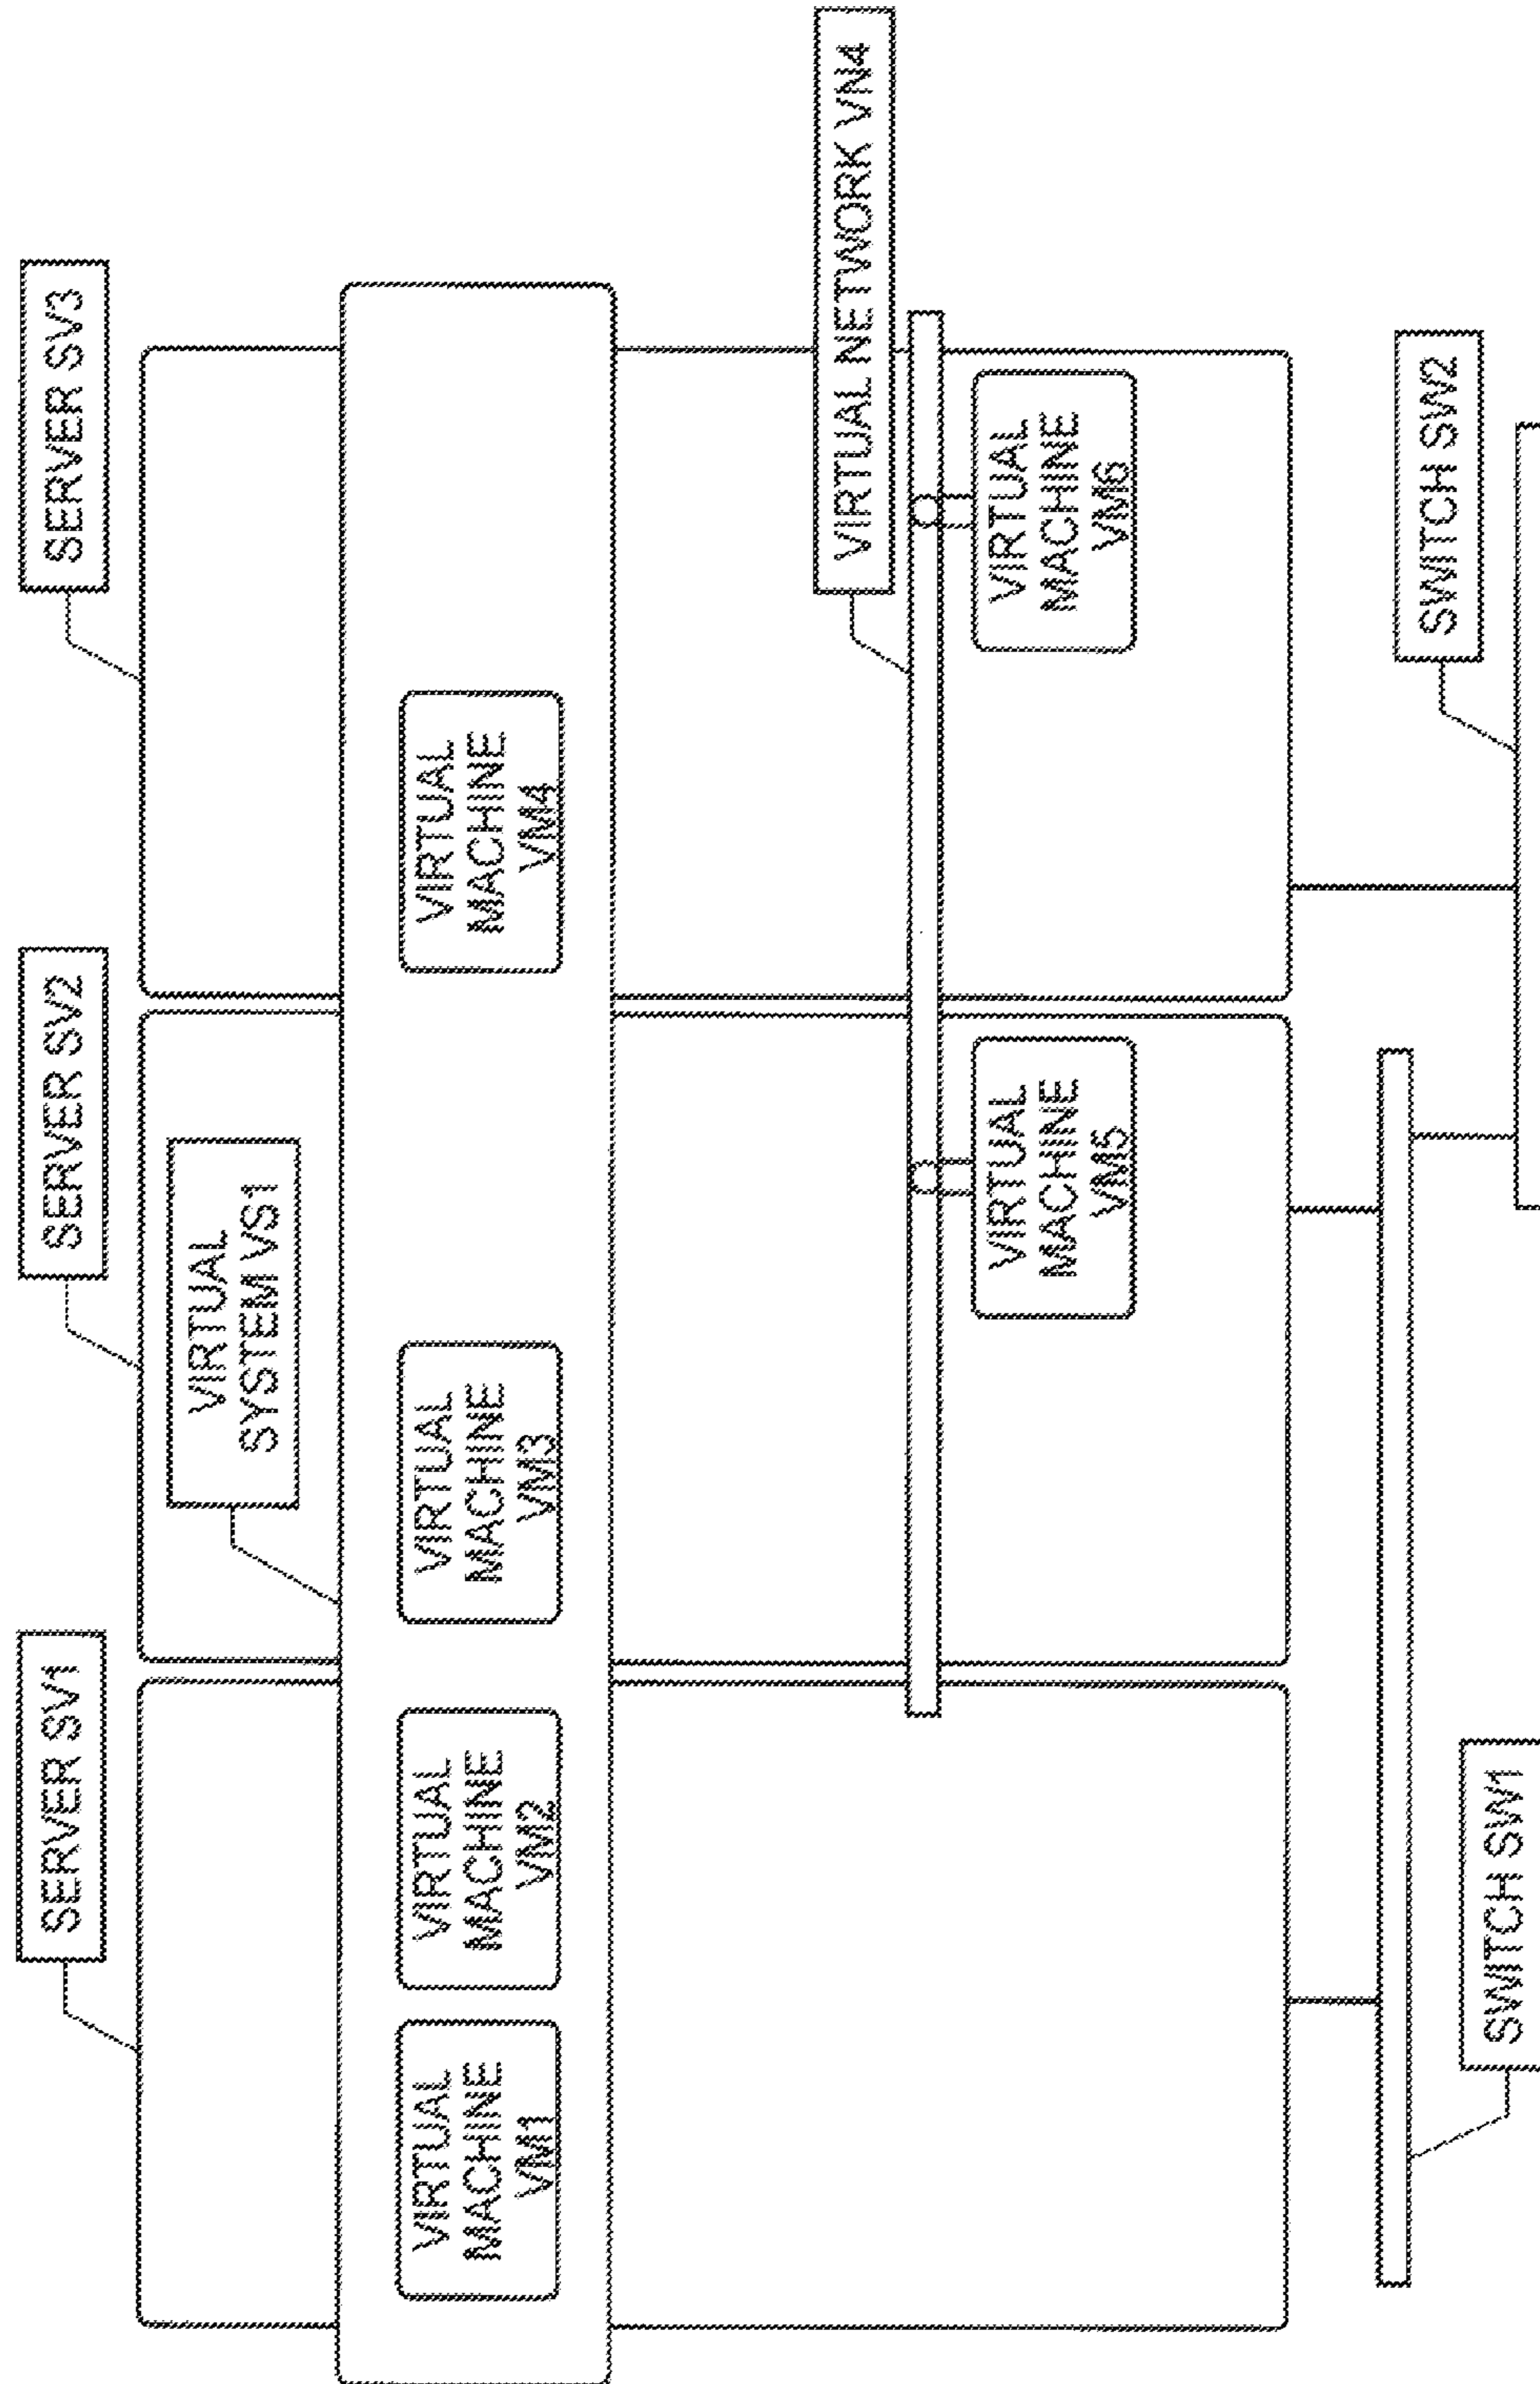 SERVER SV1
SERVER SV2
SERVER SV3
VIRTUAL
SYSTEM VS1
VIRTUAL
MACHINE
VM1
VIRTUAL
MACHINE
VM2
VIRTUAL
MACHINE
VM3
VIRTUAL
MACHINE
VM4
VIRTUAL NETWORK VN4
VIRTUAL
MACHINE
VM5
VIRTUAL
MACHINE
VM6
SWITCH SW1
SWITCH SW2